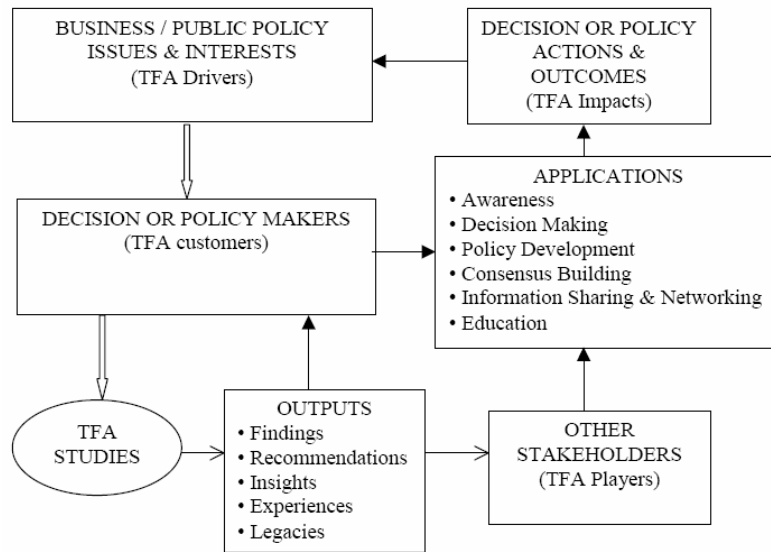 BUSINESS / PUBLIC POLICY
ISSUES & INTERESTS
(TFA Drivers)
DECISION OR POLICY
ACTIONS &
OUTCOMES
(TFA Impacts)
DECISION OR POLICY MAKERS
(TFA customers)
APPLICATIONS
• Awareness
• Decision Making
• Policy Development
• Consensus Building
• Information Sharing & Networking
• Education
TFA
STUDIES
OUTPUTS
• Findings
• Recommendations
• Insights
• Experiences
• Legacies
OTHER
STAKEHOLDERS
(TFA Players)